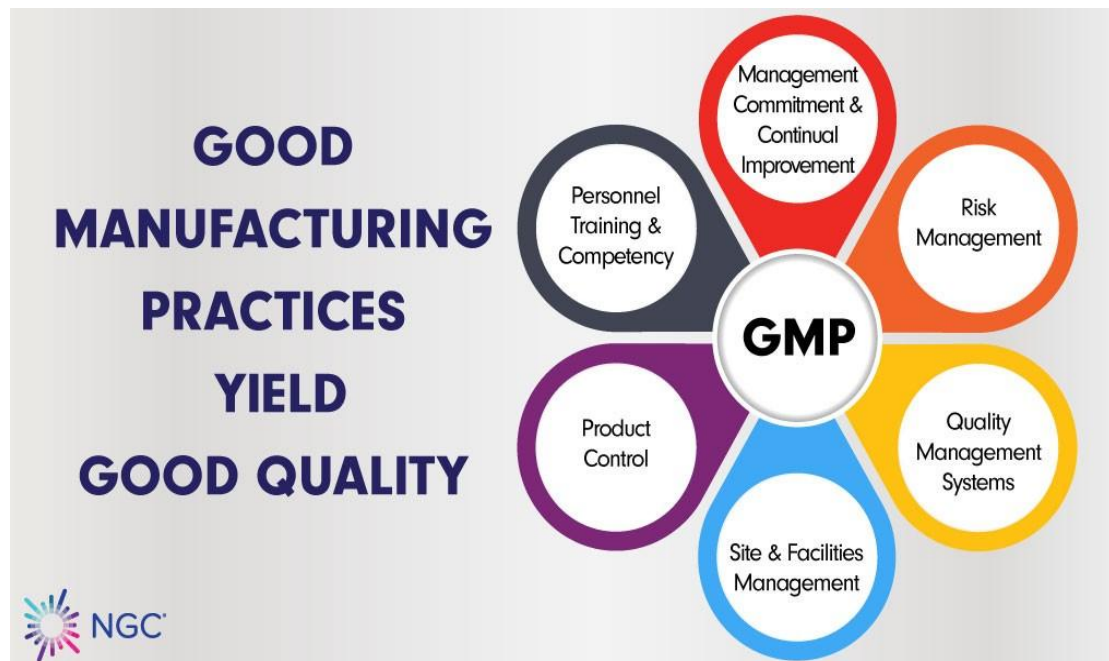 GOOD
MANUFACTURING
PRACTICES
YIELD
GOOD QUALITY
Management
Commitment &
Continual
Improvement
Risk
Management
Quality
Management
Systems
Site & Facilities
Management
Product
Control
Personnel
Training &
Competency
GMP
NGC